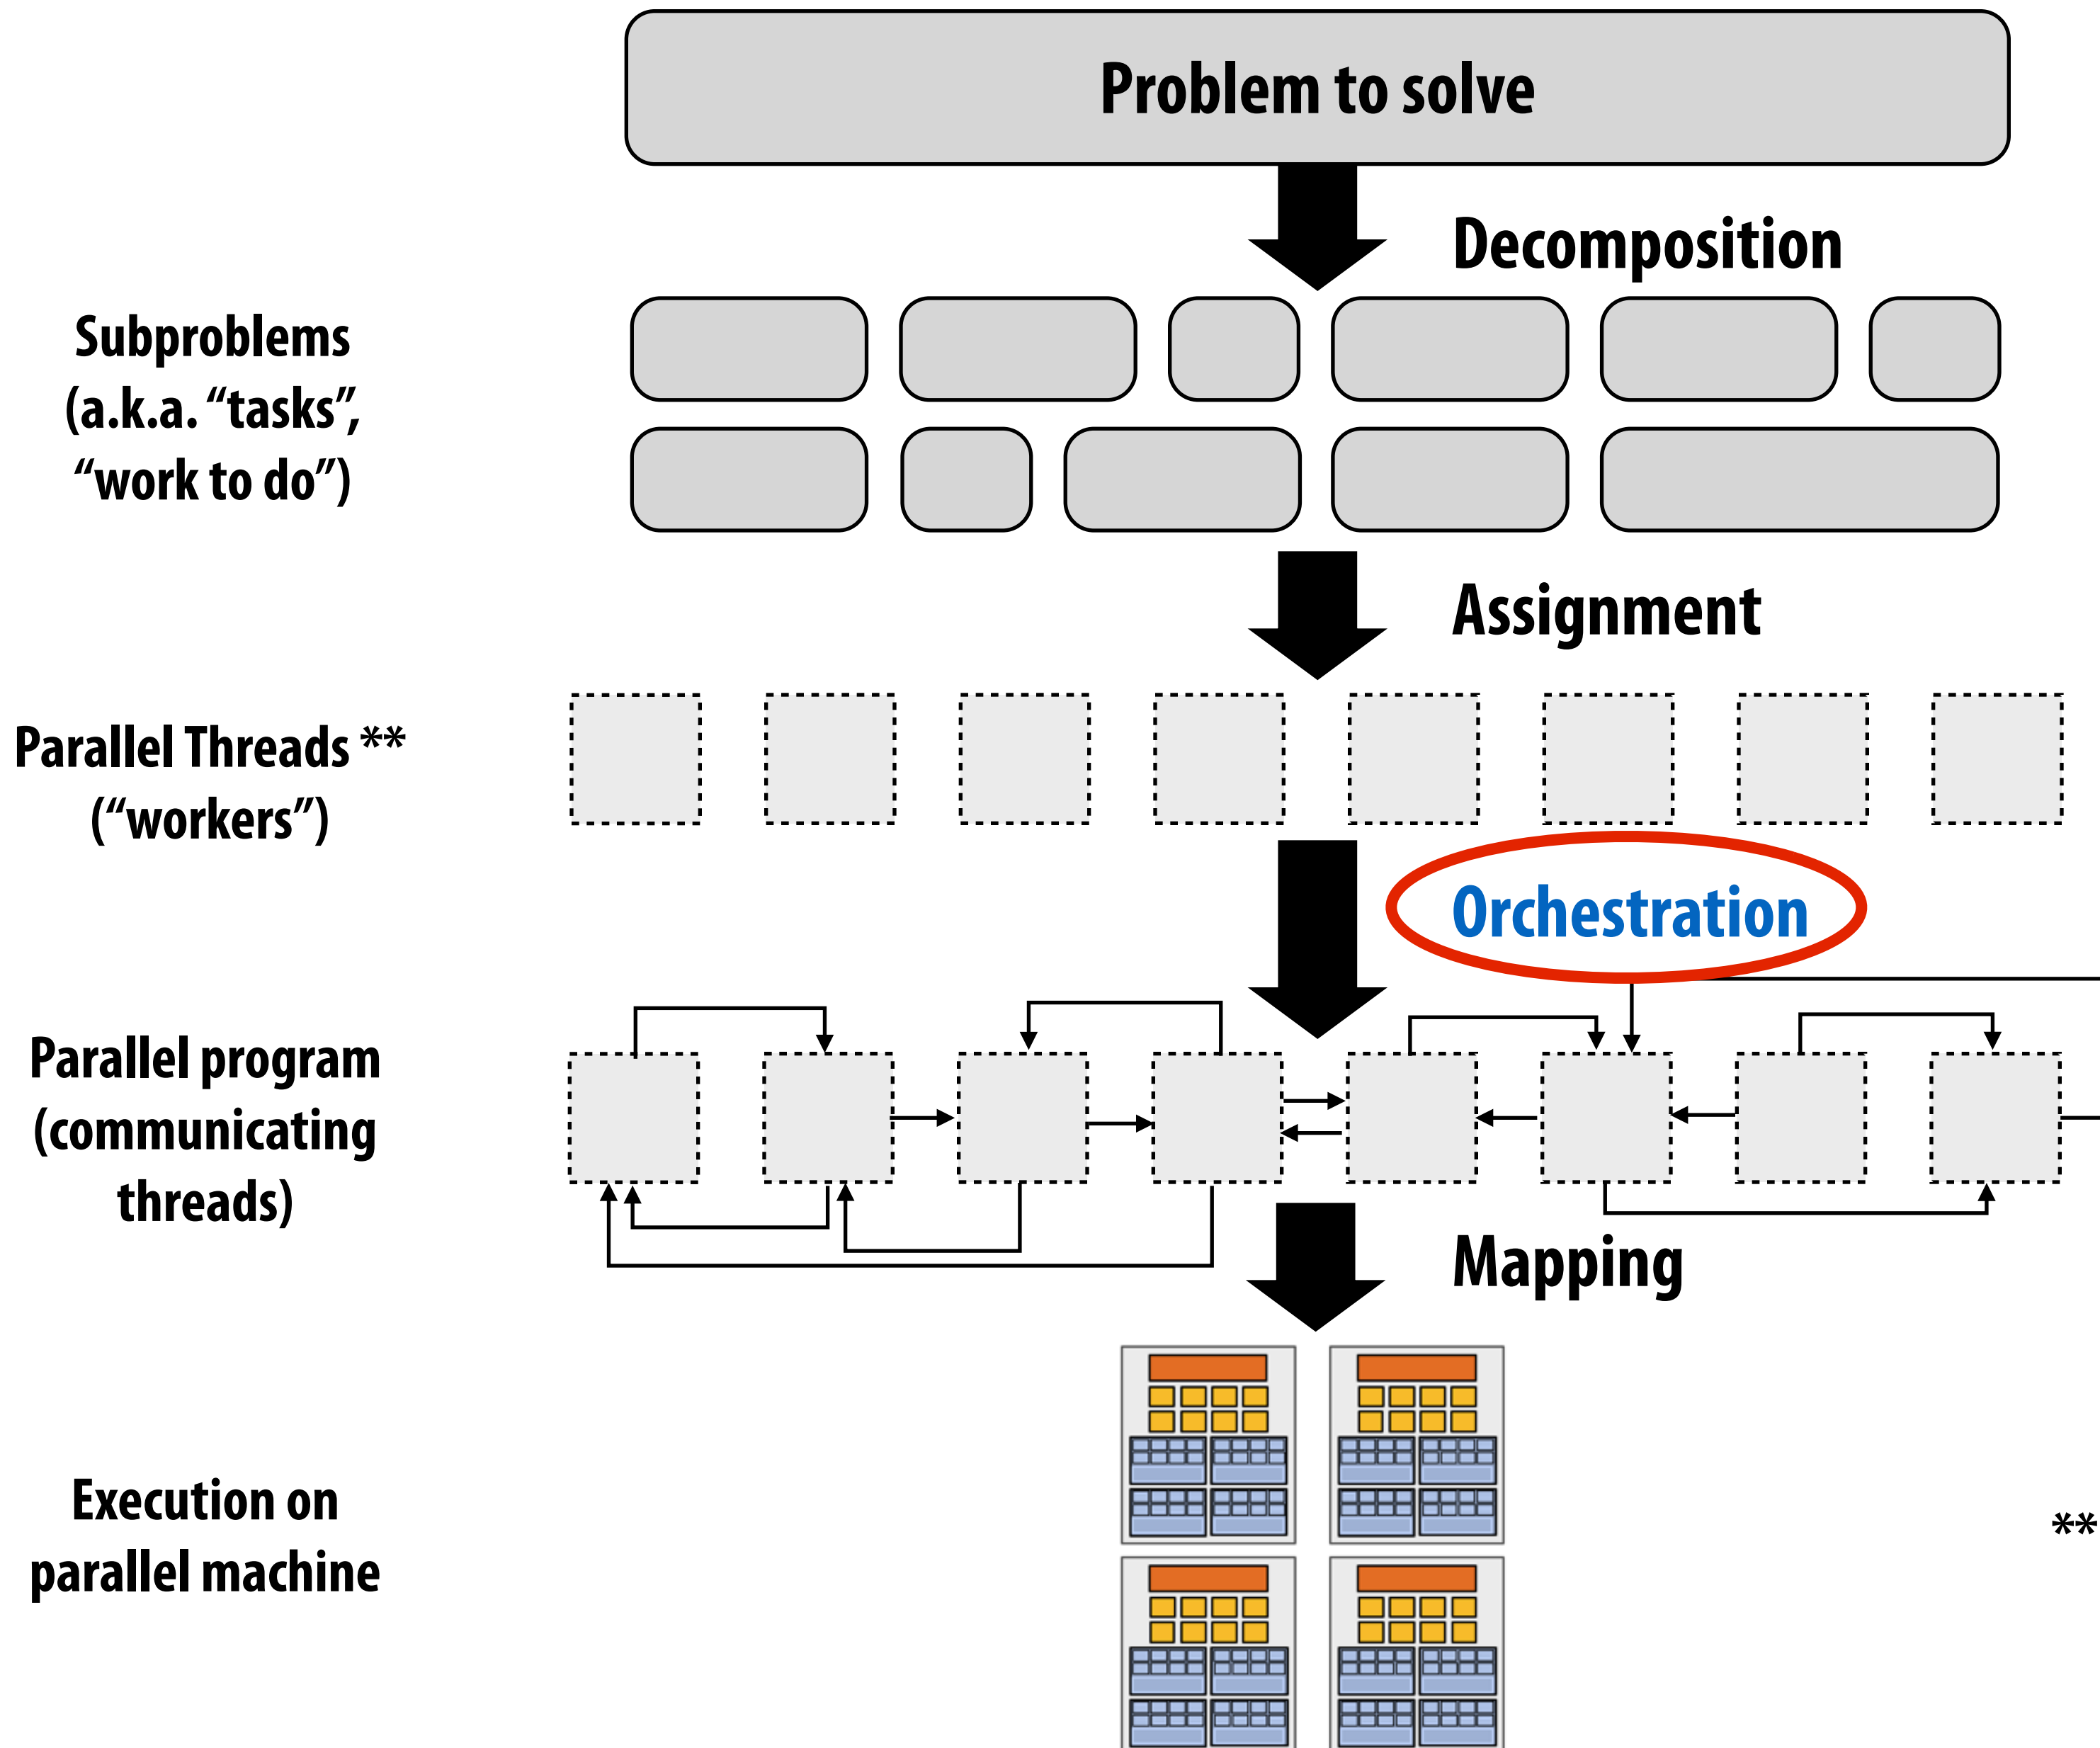 Problem to solve
Decomposition
Subproblems
(a.k.a. “tasks”,
“work to do”)
Assignment
Parallel Threads **
(“workers”)
Orchestration
Parallel program
(communicating
threads)
Mapping
Execution on
parallel machine
**